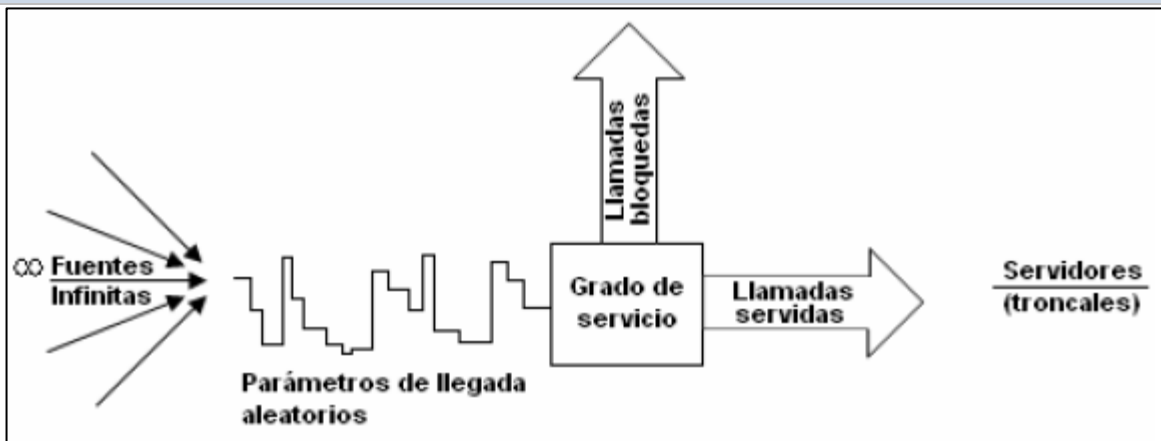 ∞ Fuentes
Infinitas
Parámetros de llegada
aleatorios
Llamadas
bloquedas
Grado de
servicio
Llamadas
servidas
Servidores
(troncales)